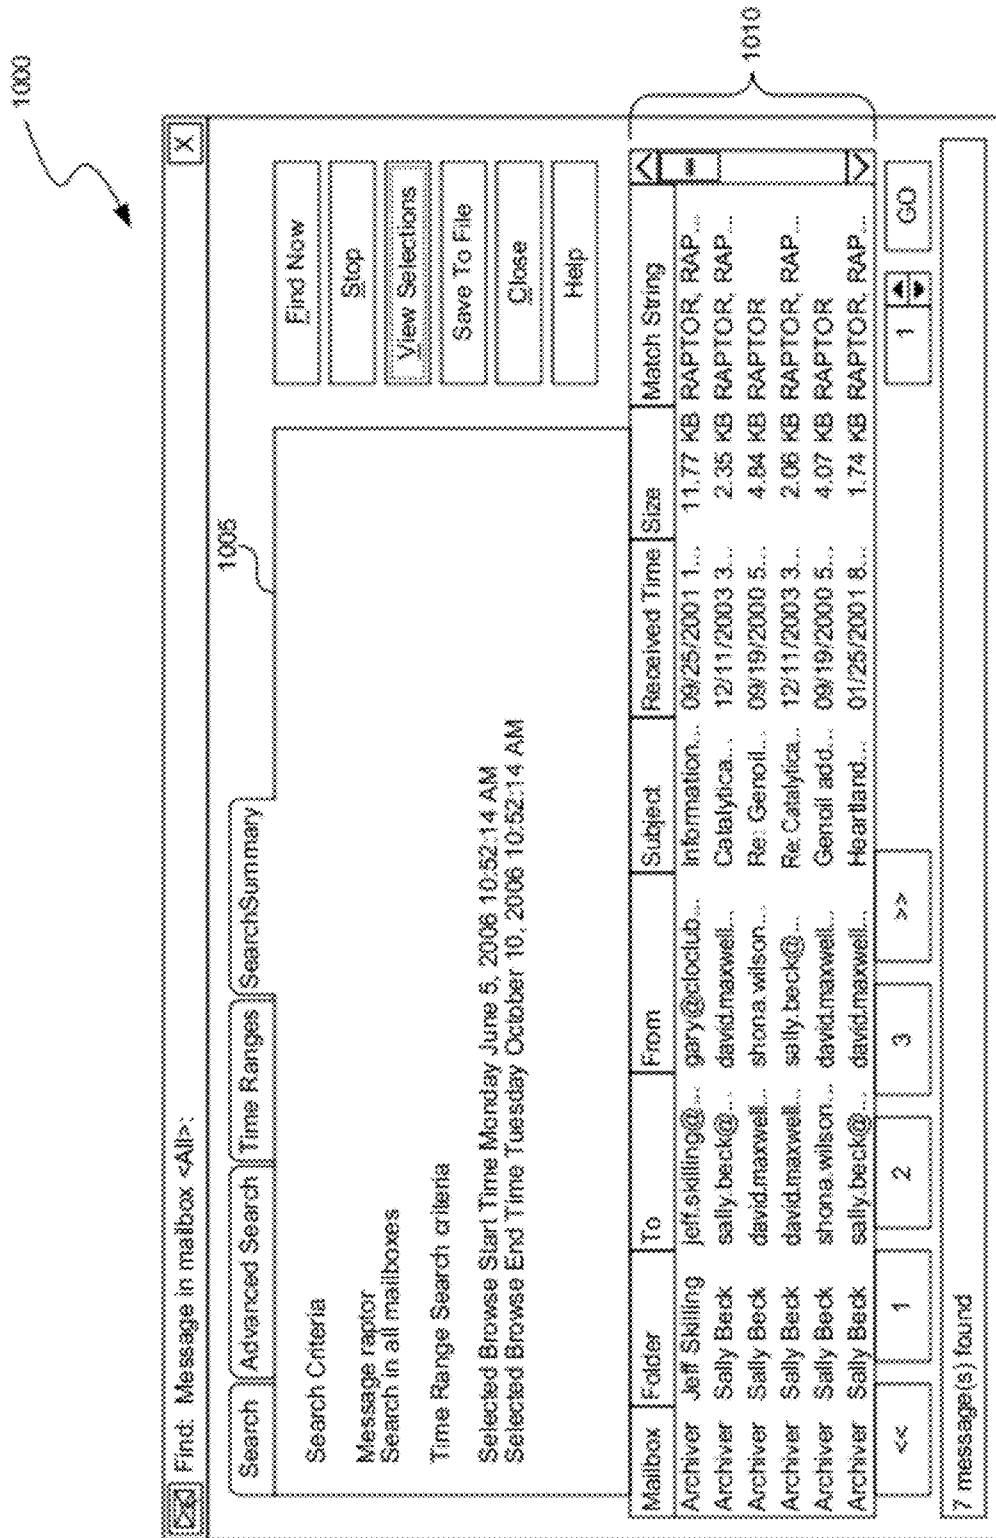 1000
Find: Message in mailbox <All>:
X
Search Advanced Search Time Ranges SearchSummary
1005
Search Criteria
Message raptor
Search in all mailboxes
Time Range Search criteria
Selected Browse Start Time Monday June 5, 2006 10:52:14 AM
Selected Browse End Time Tuesday October 10, 2006 10:52:14 AM
Find Now
Stop
View Selections
Save To File
Close
Help
Mailbox Folder To From Subject Received Time Size Match String
Archiver Jeff Skilling jeff.skilling@... gary@cloclub... Information... 09/25/2001 1... 11.77 KB RAPTOR, RAP...
Archiver Sally Beck sally.beck@... david.maxwell... Catalytica... 12/11/2003 3... 2.35 KB RAPTOR, RAP...
Archiver Sally Beck david.maxwell... shona.wilson... Re: Genoil... 09/19/2000 5... 4.84 KB RAPTOR
Archiver Sally Beck david.maxwell... sally.beck@... Re: Catalytica... 12/11/2003 3... 2.06 KB RAPTOR, RAP...
Archiver Sally Beck shona.wilson... david.maxwell... Genoil add... 09/19/2000 5... 4.07 KB RAPTOR
Archiver Sally Beck sally.beck@... david.maxwell... Heartland... 01/25/2001 8... 1.74 KB RAPTOR, RAP...
1010
<< 1 2 3 >> 1 GO
7 message(s) found